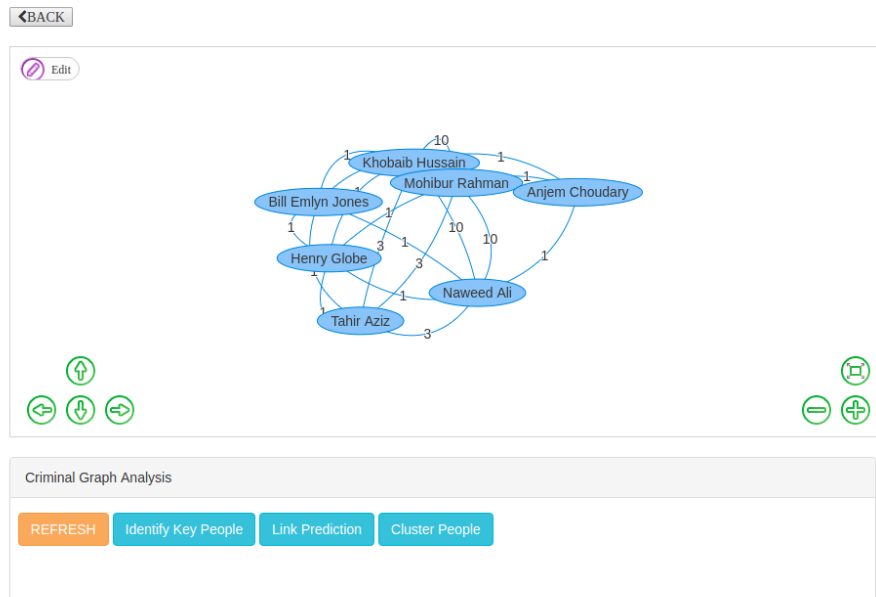 BACK
Edit
10
1
1
Khobaib Hussain
1
Mohibur Rahman
1
Anjem Choudary
Bill Emlyn Jones
1
1
10
10
3
1
1
Henry Globe
3
1
1
Naweed Ali
1
1
Tahir Aziz
3
Criminal Graph Analysis
REFRESH
Identify Key People
Link Prediction
Cluster People